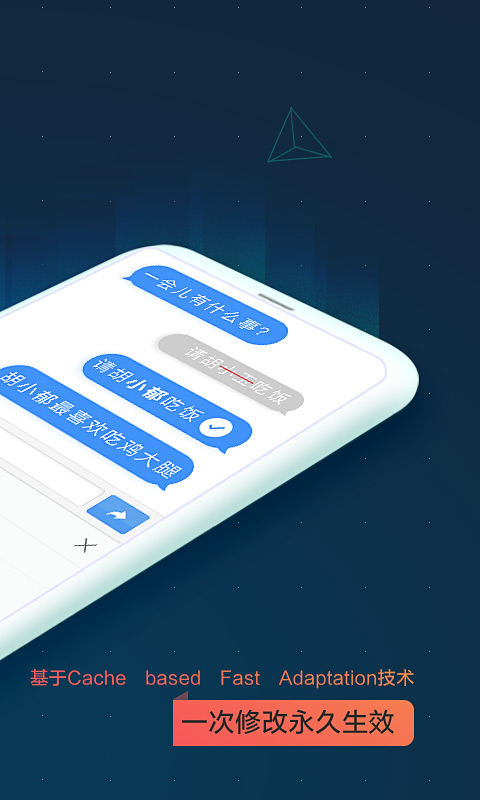 一会儿有什么事?
请胡小玉吃饭
请胡小郁吃饭
胡小郁最喜欢吃鸡大腿
基于Cache based Fast Adaptation技术
一次修改永久生效